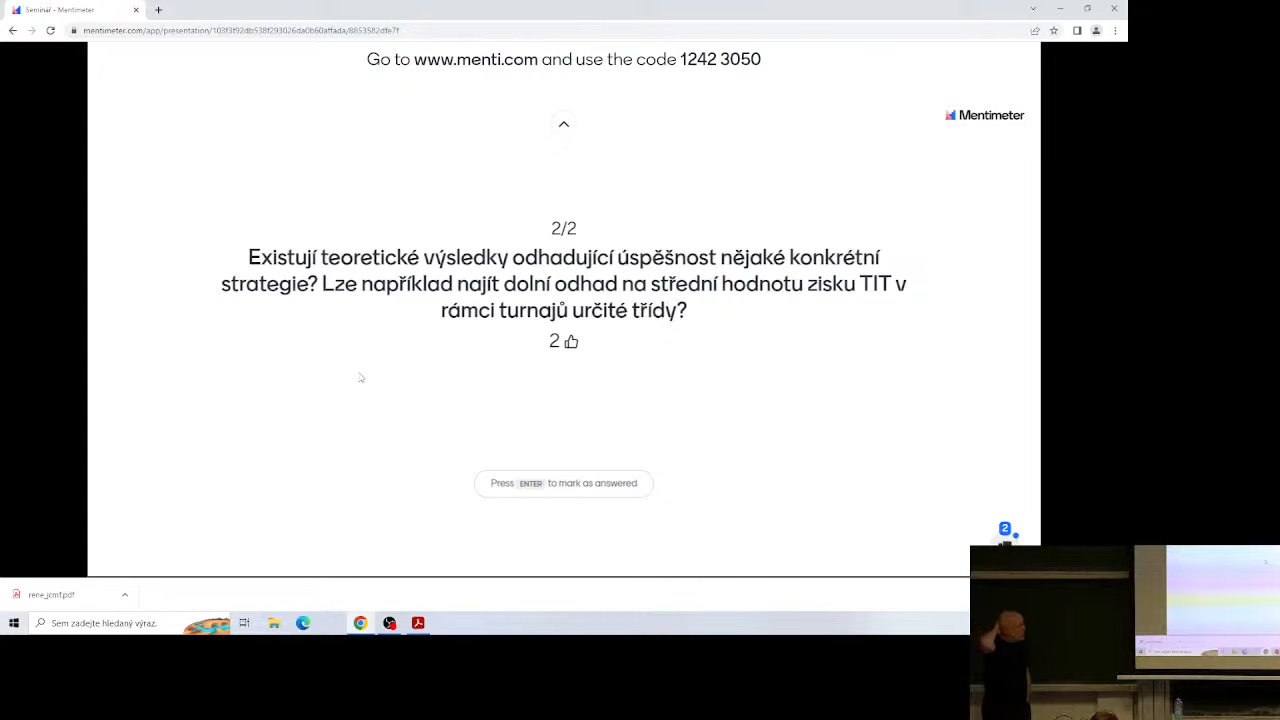 Seminář - Mentimeter
mentimeter.com/app/presentation/103f3f92db538f293026da0b60affada/8853582dfe7f
Go to www.menti.com and use the code 1242 3050
Mentimeter
2/2
Existují teoretické výsledky odhadující úspěšnost nějaké konkrétní
strategie? Lze například najít dolní odhad na střední hodnotu zisku TIT v
rámci turnajů určité třídy?
2
Press ENTER to mark as answered
2
rene_jcmf.pdf
Sem zadejte hledaný výraz.